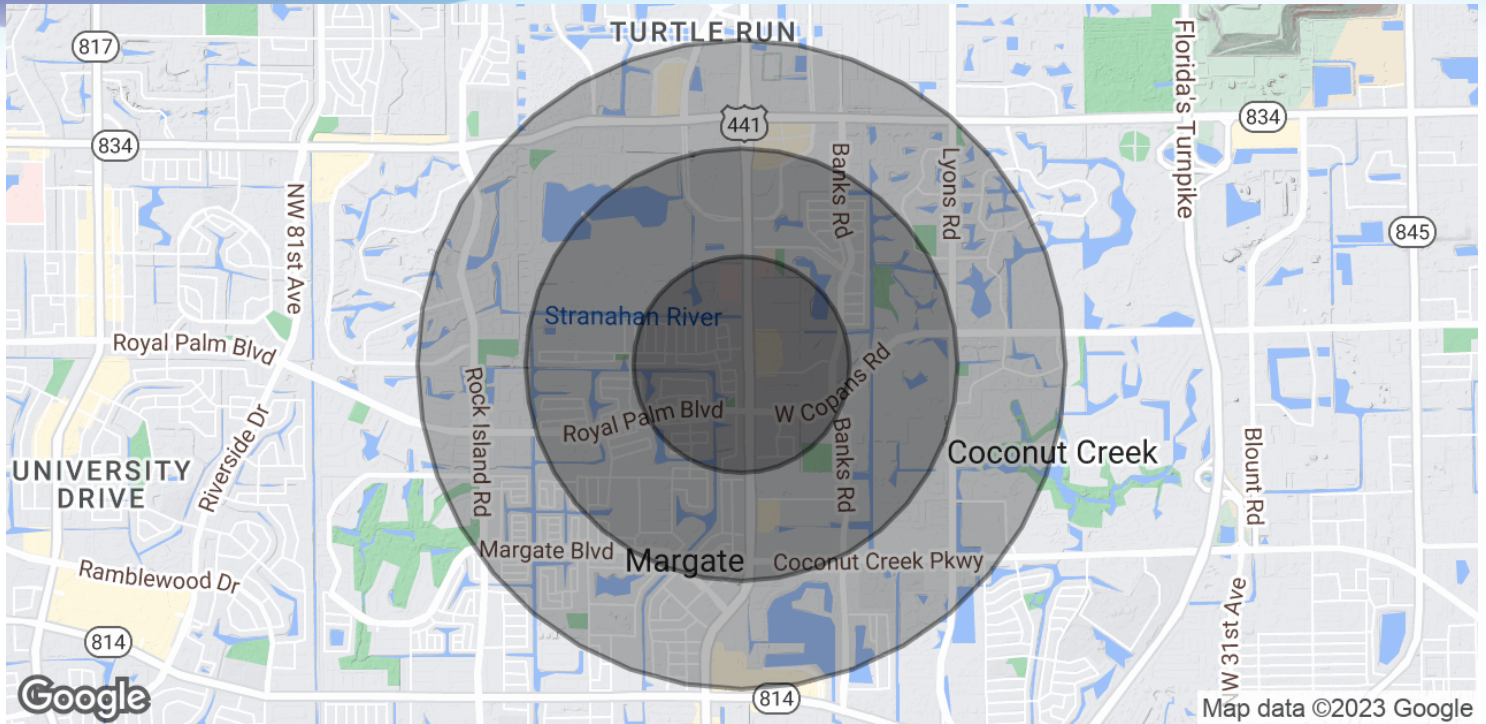 TURTLE RUN
817
Florida's Turnpike
834
441
834
Banks Rd
Lyons Rd
NW 81st Ave
845
Stranahan River
Royal Palm Blvd
Rock Island Rd
W Copans Rd
Royal Palm Blvd
Riverside Dr
Banks Rd
Coconut Creek
Blount Rd
UNIVERSITY
DRIVE
Margate Blvd
Margate
Coconut Creek Pkwy
Ramblewood Dr
NW 31st Ave
814
814
Google
Map data ©2023 Google